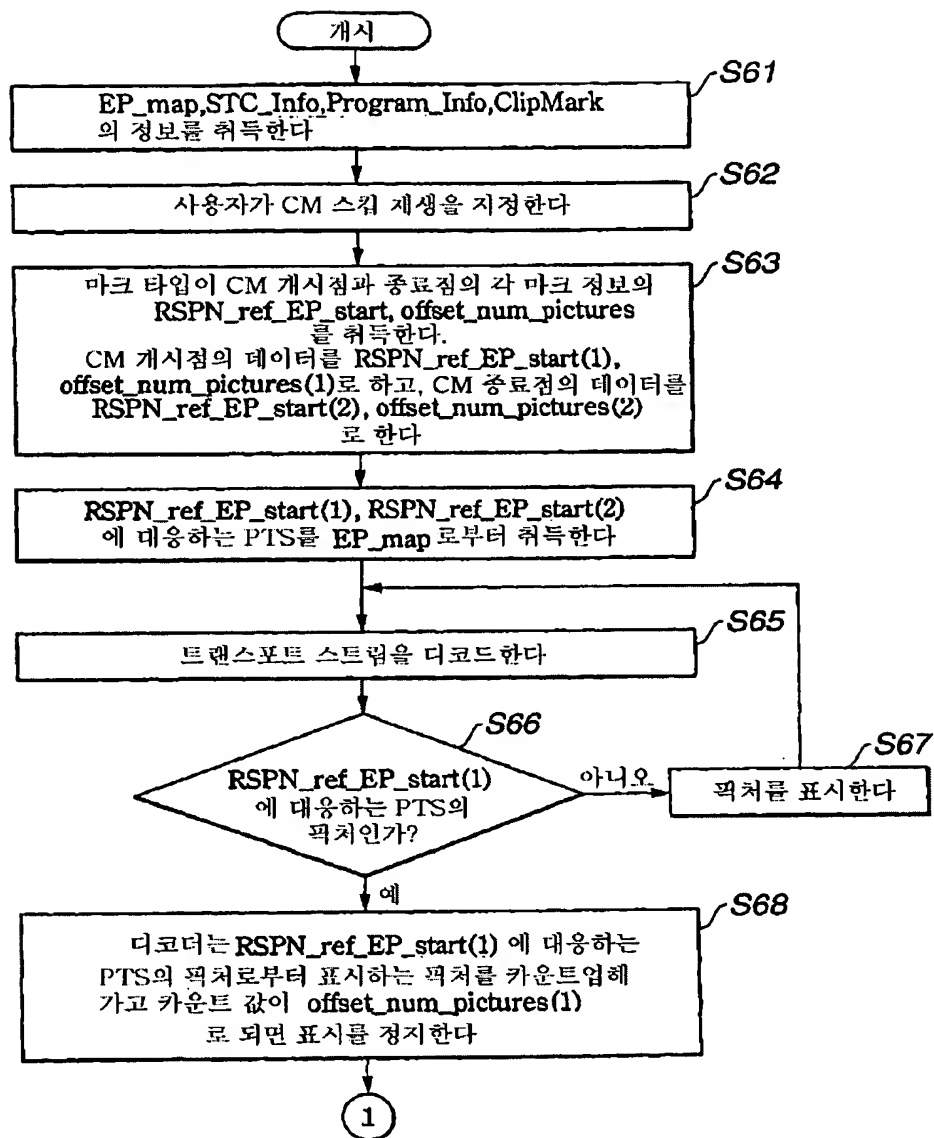 개시
S61
EP_map,STC_Info,Program_Info,ClipMark
의 정보를 취득한다
S62
사용자가 CM 스킵 재생을 지정한다
S63
마크 타입이 CM 개시점과 종료점의 각 마크 정보의
RSPN_ref_EP_start, offset_num_pictures
를 취득한다.
CM 개시점의 데이터를 RSPN_ref_EP_start(1),
offset_num_pictures(1)로 하고, CM 종료점의 데이터를
RSPN_ref_EP_start(2), offset_num_pictures(2)
로 한다
S64
RSPN_ref_EP_start(1), RSPN_ref_EP_start(2)
에 대응하는 PTS를 EP_map로부터 취득한다
S65
트랜스포트 스트림을 디코드한다
S66
RSPN_ref_EP_start(1)
에 대응하는 PTS의
픽처인가?
아니오
S67
픽처를 표시한다
예
S68
디코더는 RSPN_ref_EP_start(1) 에 대응하는
PTS의 픽처로부터 표시하는 픽처를 카운트업해
가고 카운트 값이 offset_num_pictures(1)
로 되면 표시를 정지한다
1